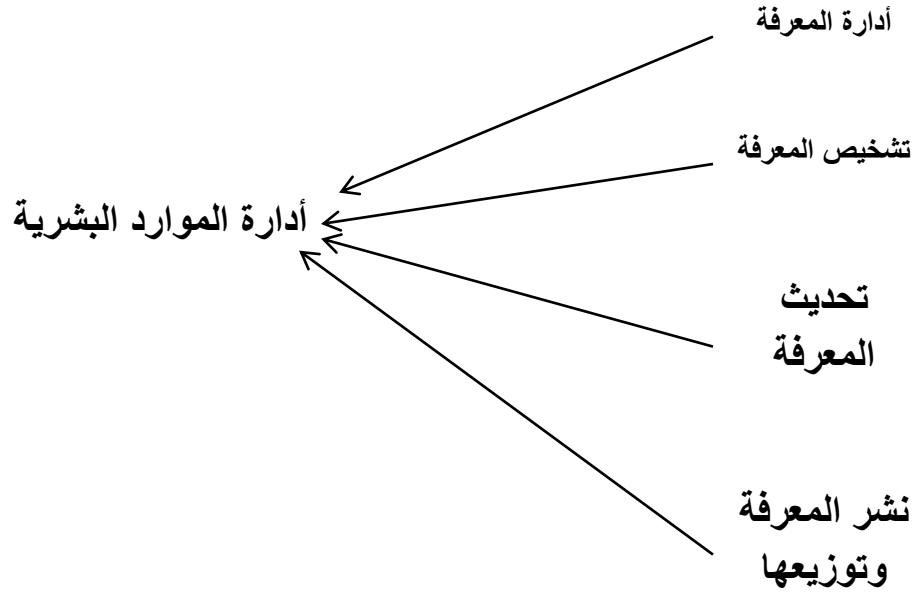 أدارة المعرفة
تشخيص المعرفة
أدارة الموارد البشرية
تحديث
المعرفة
نشر المعرفة
وتوزيعها